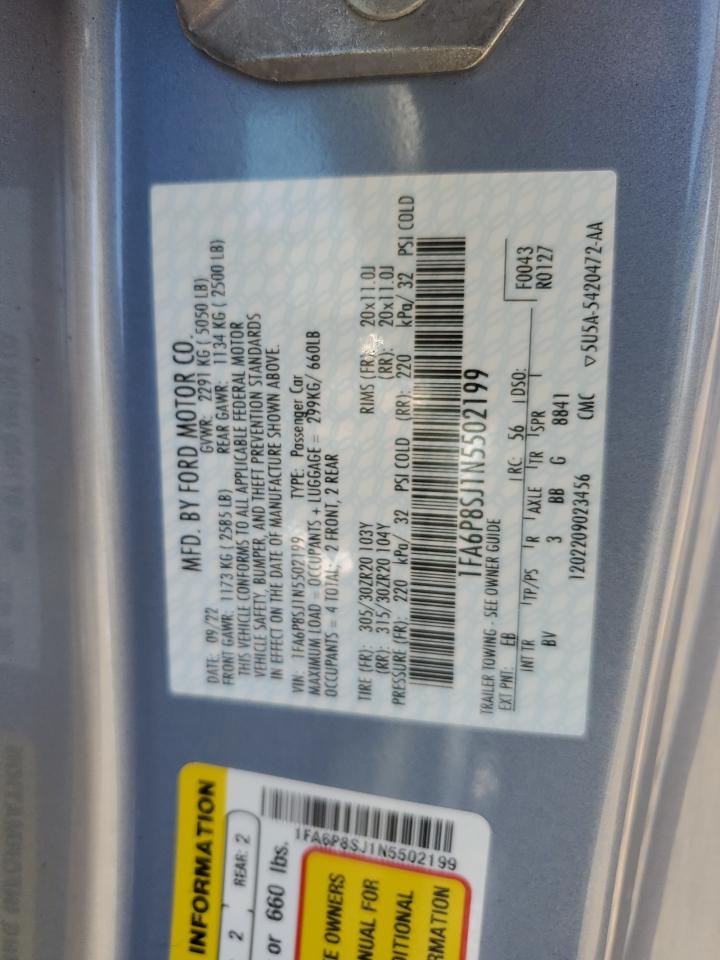 MFD. BY FORD MOTOR CO.
DATE: 09/22 GVWR: 2291 KG ( 5050 LB)
FRONT GAWR: 1173 KG ( 2585 LB) REAR GAWR: 1134 KG ( 2500 LB)
THIS VEHICLE CONFORMS TO ALL APPLICABLE FEDERAL MOTOR
VEHICLE SAFETY, BUMPER, AND THEFT PREVENTION STANDARDS
IN EFFECT ON THE DATE OF MANUFACTURE SHOWN ABOVE.
VIN: 1FA6P8SJ1N5502199 TYPE: Passenger Car
MAXIMUM LOAD = OCCUPANTS + LUGGAGE = 299KG/ 660LB
OCCUPANTS = 4 TOTAL, 2 FRONT, 2 REAR
TIRE (FR): 305/30ZR20 103Y RIMS (FR): 20x11.0J
(RR): 315/30ZR20 104Y (RR): 20x11.0J
PRESSURE (FR): 220 kPa/ 32 PSI COLD (RR): 220 kPa/ 32 PSI COLD
1FA6P8SJ1N5502199
TRAILER TOWING - SEE OWNER GUIDE
EXT PNT: EB RC: 56 DSO: F0043
R0127
INT TR TP/PS R AXLE TR SPR
BV 3 BB G 8841
1202209023456 CMC ▽5U5A-5420472-AA
INFORMATION
2 REAR: 2
or 660 lbs.
1FA6P8SJ1N5502199
E OWNERS
NUAL FOR
DITIONAL
RMATION